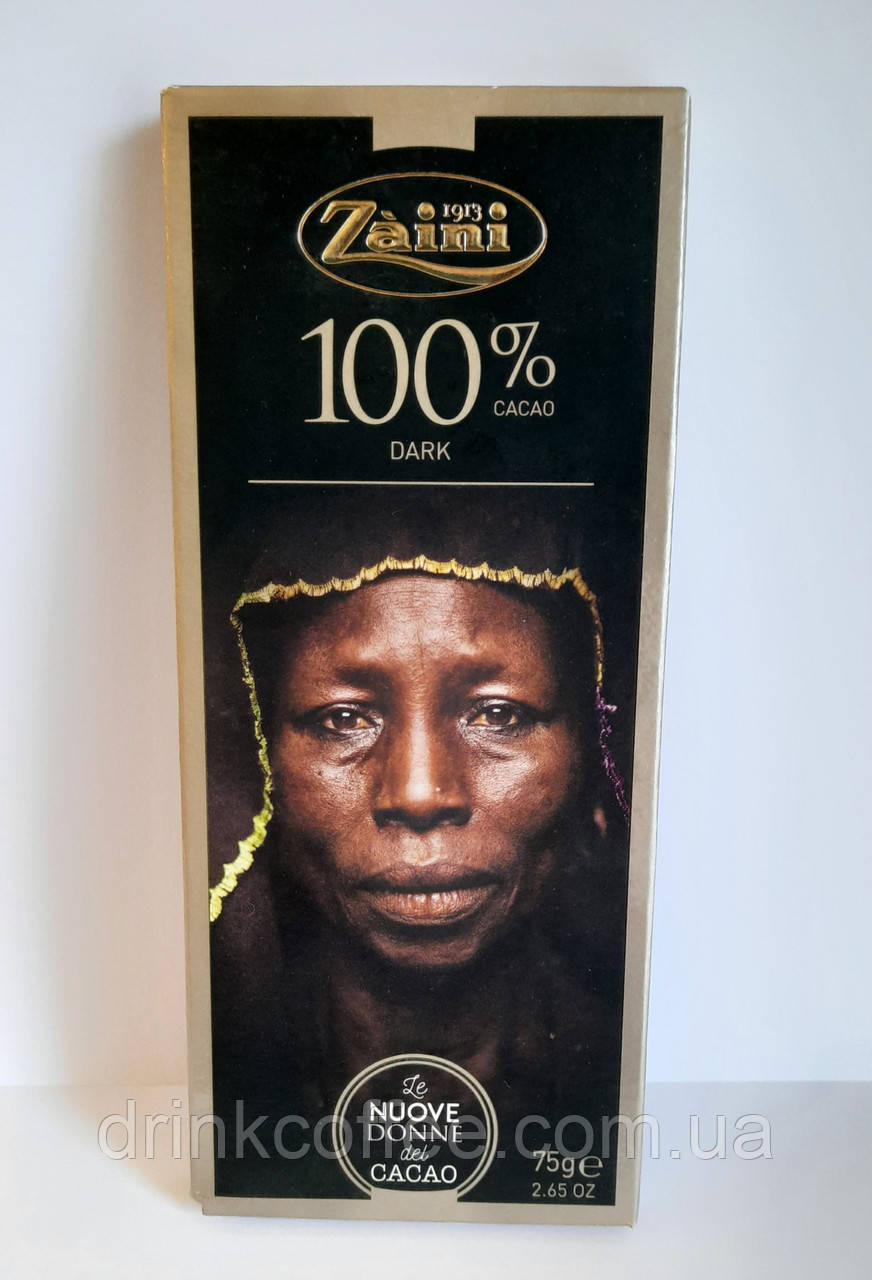 1913
Zàini
100%
CACAO
DARK
Le
NUOVE
DONNE
del
CACAO
drinkcoffee.com.ua
75g℮
2.65 OZ